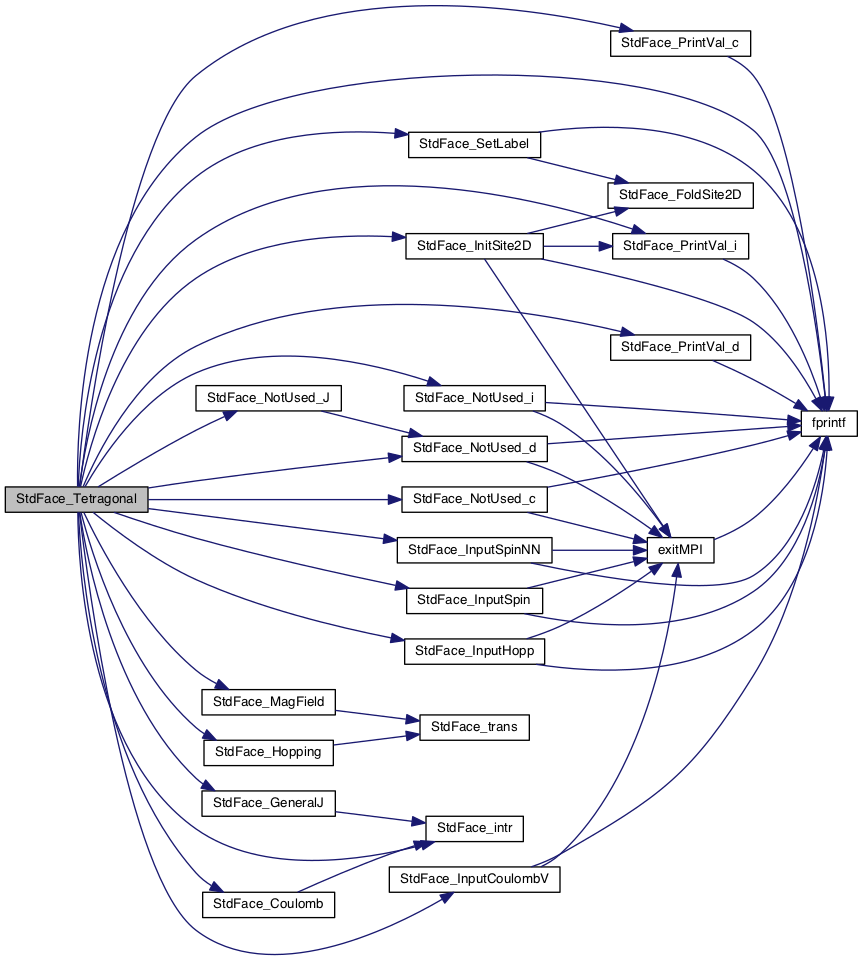 StdFace_PrintVal_c
StdFace_SetLabel
StdFace_FoldSite2D
StdFace_InitSite2D
StdFace_PrintVal_i
StdFace_PrintVal_d
StdFace_NotUsed_J
StdFace_NotUsed_i
fprintf
StdFace_NotUsed_d
StdFace_Tetragonal
StdFace_NotUsed_c
StdFace_InputSpinNN
exitMPI
StdFace_InputSpin
StdFace_InputHopp
StdFace_MagField
StdFace_trans
StdFace_Hopping
StdFace_GeneralJ
StdFace_intr
StdFace_InputCoulombV
StdFace_Coulomb